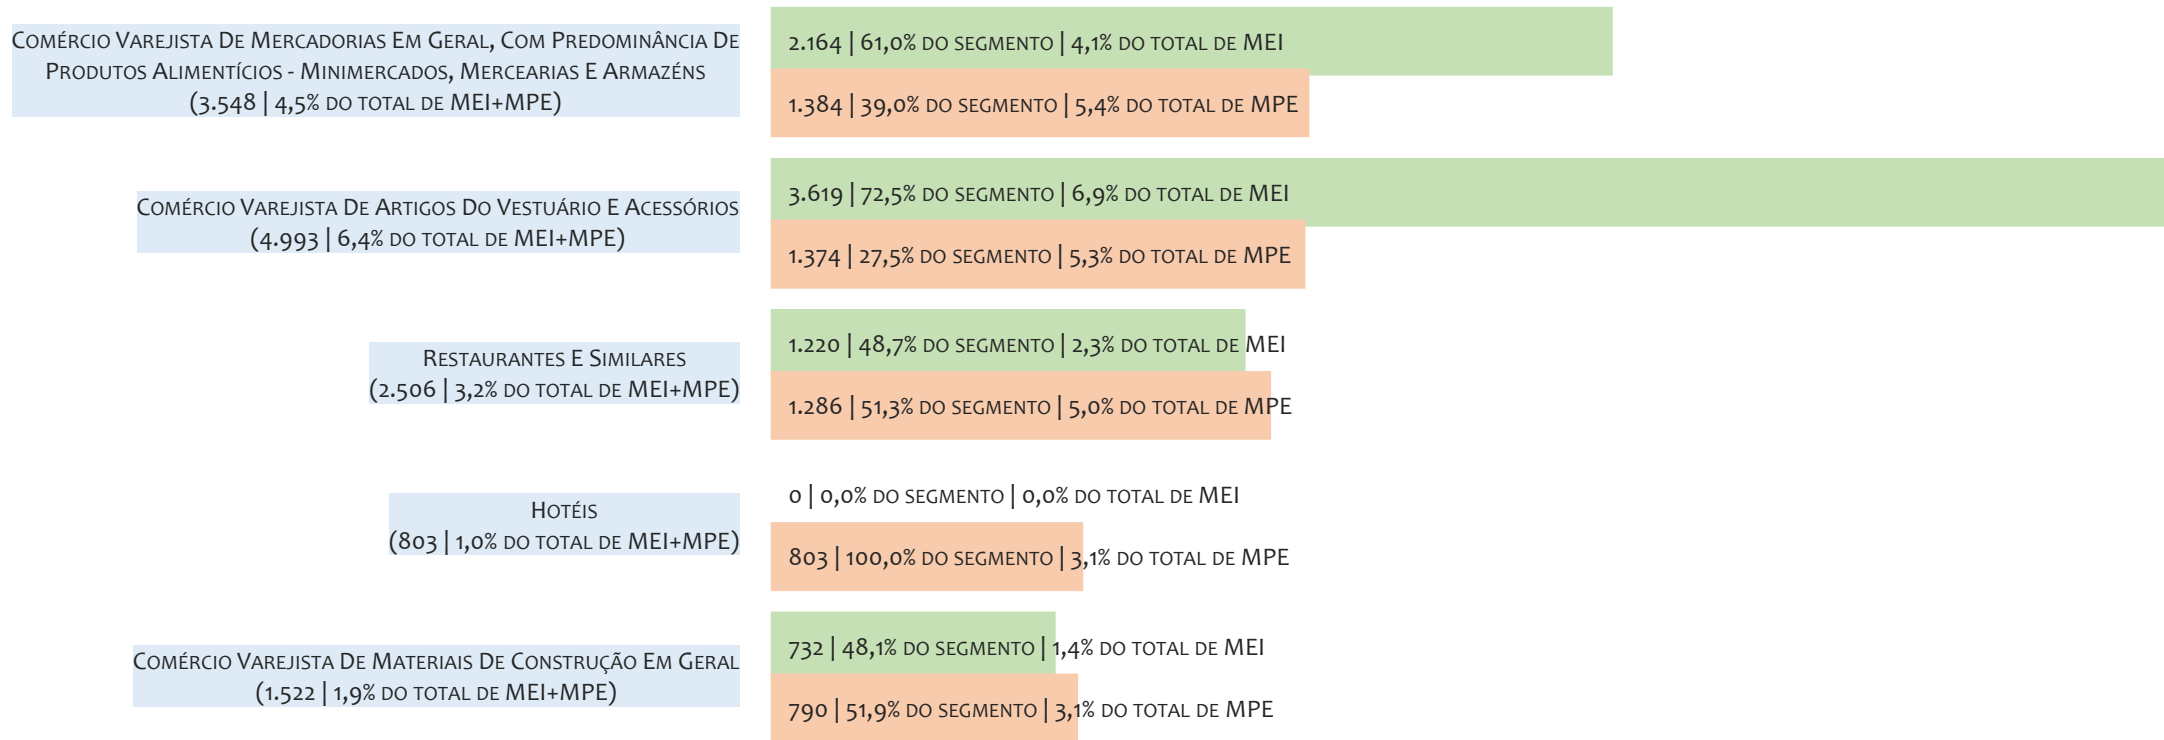 Comércio Varejista De Mercadorias Em Geral, Com Predominância De
Produtos Alimentícios - Minimercados, Mercearias E Armazéns
(3.548 | 4,5% do total de MEI+MPE)
2.164 | 61,0% do segmento | 4,1% do total de MEI
1.384 | 39,0% do segmento | 5,4% do total de MPE
Comércio Varejista De Artigos Do Vestuário E Acessórios
(4.993 | 6,4% do total de MEI+MPE)
3.619 | 72,5% do segmento | 6,9% do total de MEI
1.374 | 27,5% do segmento | 5,3% do total de MPE
Restaurantes E Similares
(2.506 | 3,2% do total de MEI+MPE)
1.220 | 48,7% do segmento | 2,3% do total de MEI
1.286 | 51,3% do segmento | 5,0% do total de MPE
Hotéis
(803 | 1,0% do total de MEI+MPE)
0 | 0,0% do segmento | 0,0% do total de MEI
803 | 100,0% do segmento | 3,1% do total de MPE
Comércio Varejista De Materiais De Construção Em Geral
(1.522 | 1,9% do total de MEI+MPE)
732 | 48,1% do segmento | 1,4% do total de MEI
790 | 51,9% do segmento | 3,1% do total de MPE